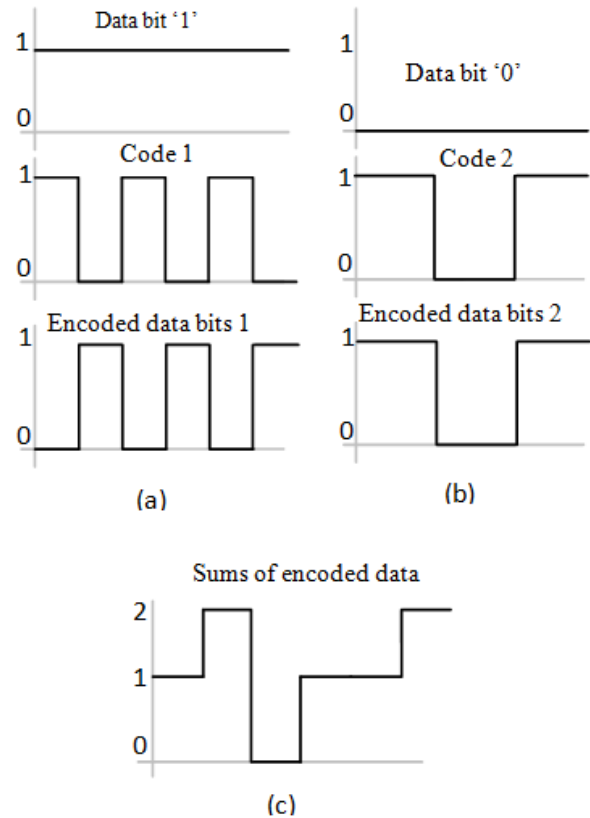 Data bit ‘1’
1
0
Code 1
1
0
Encoded data bits 1
1
0
(a)
1
Data bit ‘0’
0
Code 2
1
0
Encoded data bits 2
1
0
(b)
Sums of encoded data
2
1
0
(c)